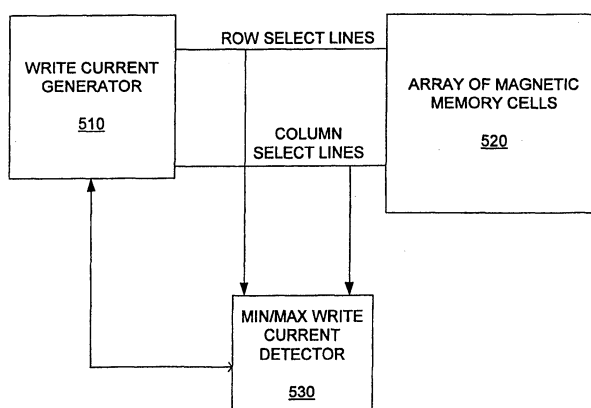 WRITE CURRENT
GENERATOR
510
ROW SELECT LINES
COLUMN
SELECT LINES
ARRAY OF MAGNETIC
MEMORY CELLS
520
MIN/MAX WRITE
CURRENT
DETECTOR
530